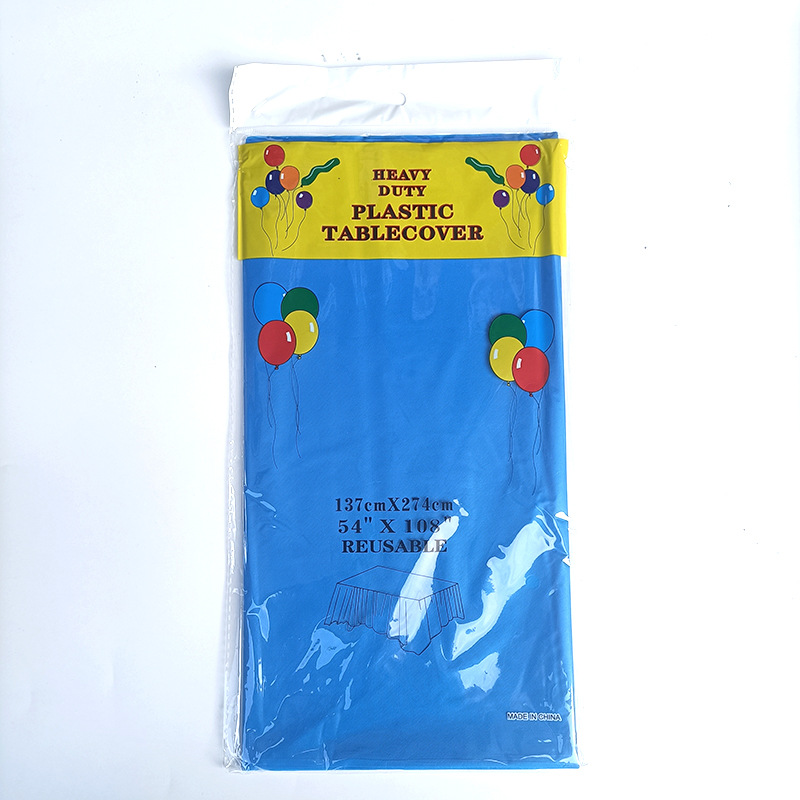 HEAVY
DUTY
PLASTIC
TABLECOVER
137cmX274cm
54" X 108"
REUSABLE
MADE IN CHINA